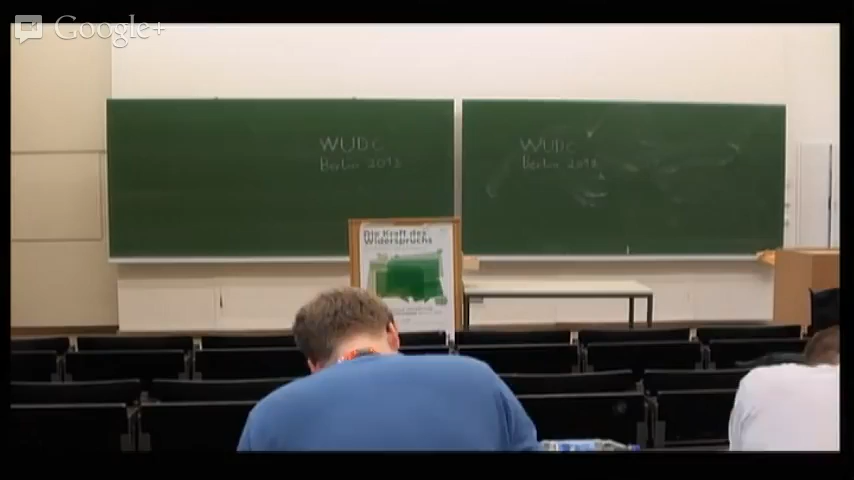 Google+
WUDC
Berlin 2013
WUDC
Berlin 2013
Die Kraft des
Widerspruchs